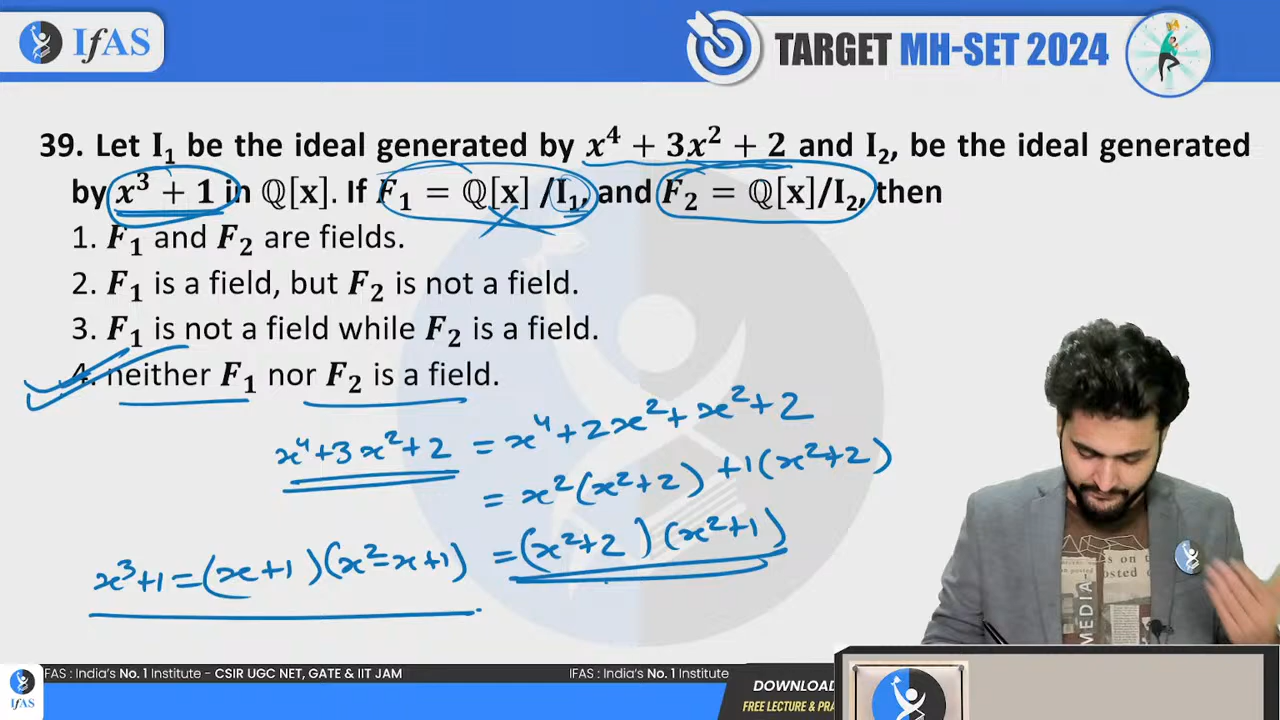 IfAS
TARGET MH-SET 2024
39. Let I₁ be the ideal generated by x⁴ + 3x² + 2 and I₂, be the ideal generated
by x³ + 1 in ℚ[x]. If F₁ = ℚ[x] /I₁, and F₂ = ℚ[x]/I₂, then
1. F₁ and F₂ are fields.
2. F₁ is a field, but F₂ is not a field.
3. F₁ is not a field while F₂ is a field.
4. neither F₁ nor F₂ is a field.
x⁴+3x²+2 = x⁴+2x²+x²+2
= x²(x²+2) +1(x²+2)
= (x²+2)(x²+1)
x³+1=(x+1)(x²-x+1)
MEDIA
IFAS : India's No. 1 Institute - CSIR UGC NET, GATE & IIT JAM
IFAS : India's No. 1 Institute
DOWNLOAD
FREE LECTURE & PRA
IfAS